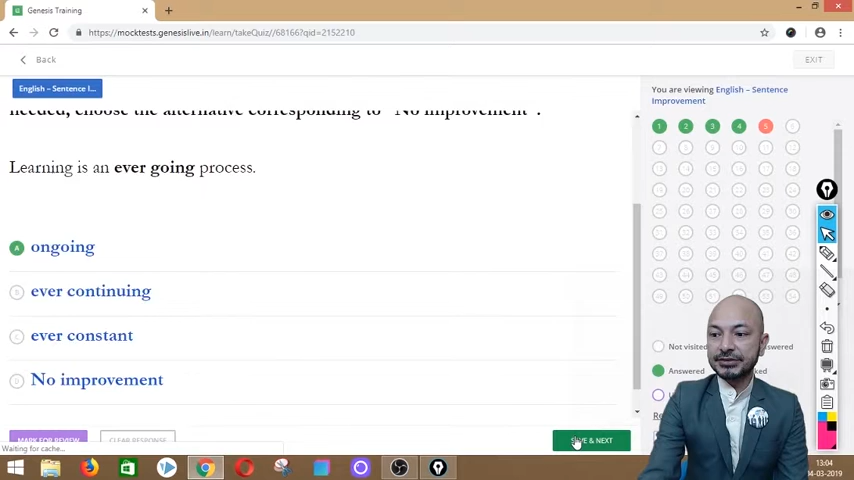 Genesis Training
https://mocktests.genesislive.in/learn/takeQuiz//68166?qid=2152210
Back
EXIT
English – Sentence I...
You are viewing English – Sentence
Improvement
needed, choose the alternative corresponding to "No improvement".
1 2 3 4 5 6
Learning is an ever going process.
A ongoing
B ever continuing
C ever constant
D No improvement
Not visited
Answered
MARK FOR REVIEW
CLEAR RESPONSE
SAVE & NEXT
Waiting for cache...
13:04
04-03-2019